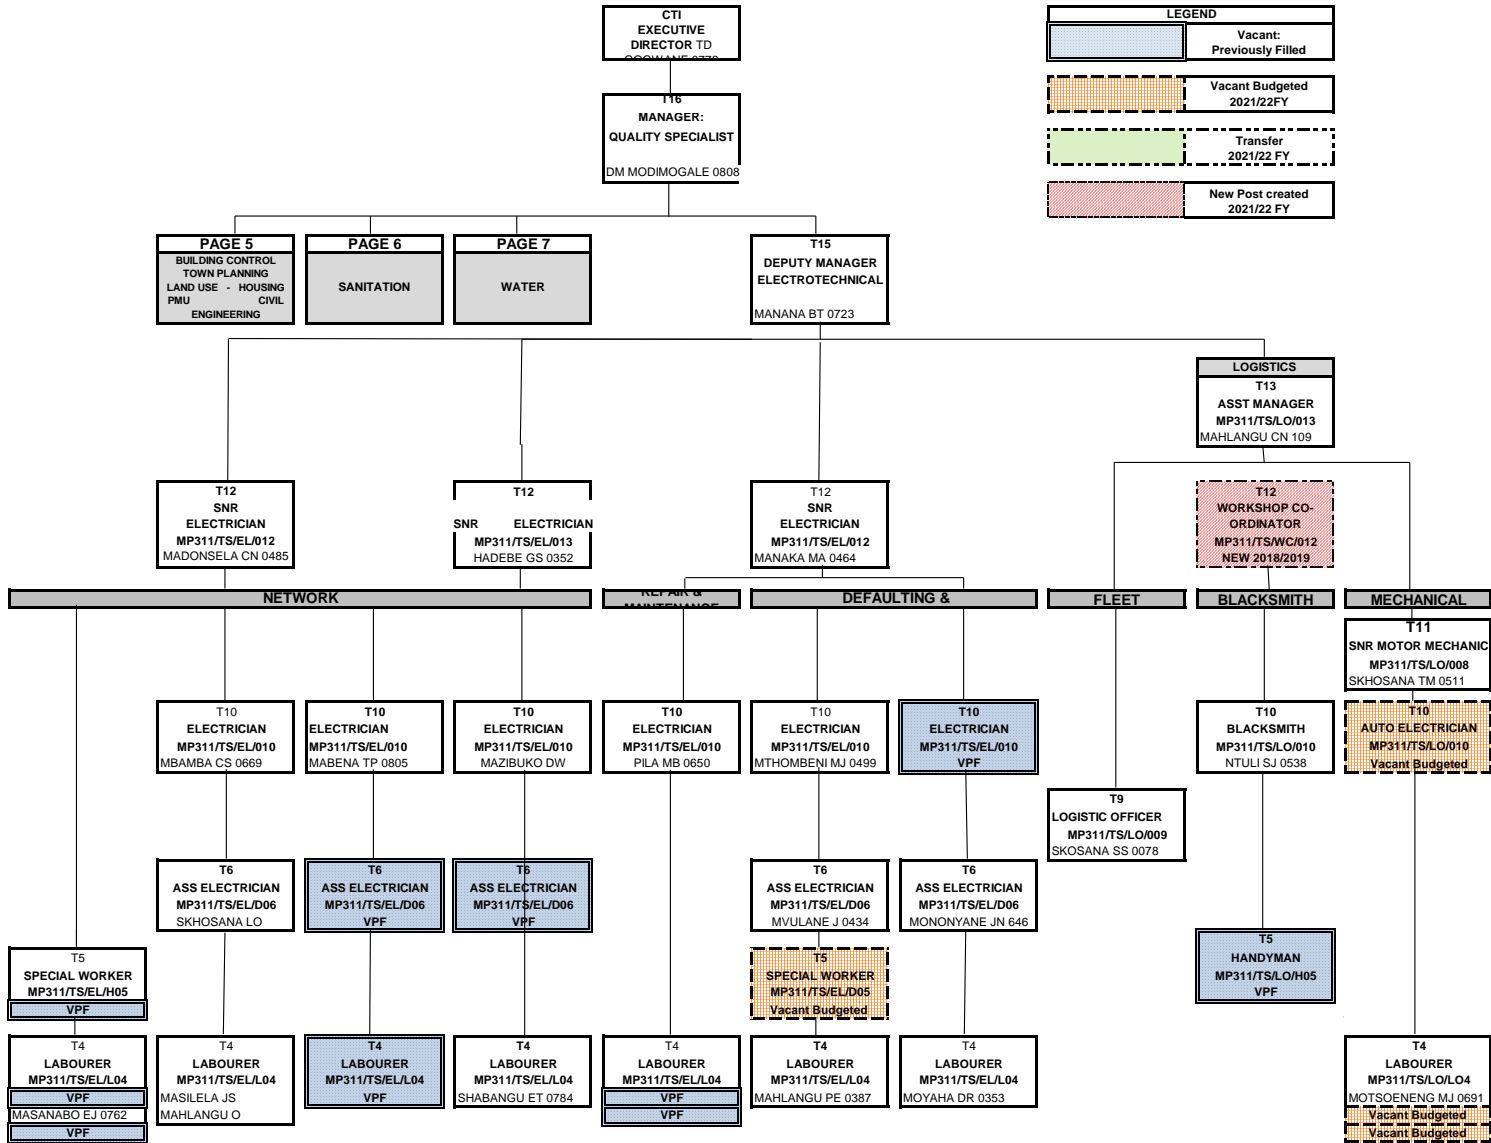 CTI
EXECUTIVE
DIRECTOR TD
T16
MANAGER:
QUALITY SPECIALIST
DM MODIMOGALE 0808
LEGEND
Vacant:
Previously Filled
Vacant Budgeted
2021/22FY
Transfer
2021/22 FY
New Post created
2021/22 FY
PAGE 5
BUILDING CONTROL
TOWN PLANNING
LAND USE - HOUSING
PMU CIVIL
ENGINEERING
PAGE 6
SANITATION
PAGE 7
WATER
T15
DEPUTY MANAGER
ELECTROTECHNICAL
MANANA BT 0723
LOGISTICS
T13
ASST MANAGER
MP311/TS/LO/013
MAHLANGU CN 109
T12
SNR
ELECTRICIAN
MP311/TS/EL/012
MADONSELA CN 0485
T12
SNR ELECTRICIAN
MP311/TS/EL/013
HADEBE GS 0352
T12
SNR
ELECTRICIAN
MP311/TS/EL/012
MANAKA MA 0464
T12
WORKSHOP CO-
ORDINATOR
MP311/TS/WC/012
NEW 2018/2019
NETWORK
REPAIR &
MAINTENANCE
DEFAULTING &
FLEET
BLACKSMITH
MECHANICAL
T11
SNR MOTOR MECHANIC
MP311/TS/LO/008
SKHOSANA TM 0511
T10
ELECTRICIAN
MP311/TS/EL/010
MBAMBA CS 0669
T10
ELECTRICIAN
MP311/TS/EL/010
MABENA TP 0805
T10
ELECTRICIAN
MP311/TS/EL/010
MAZIBUKO DW
T10
ELECTRICIAN
MP311/TS/EL/010
PILA MB 0650
T10
ELECTRICIAN
MP311/TS/EL/010
MTHOMBENI MJ 0499
T10
ELECTRICIAN
MP311/TS/EL/010
VPF
T10
BLACKSMITH
MP311/TS/LO/010
NTULI SJ 0538
T10
AUTO ELECTRICIAN
MP311/TS/LO/010
Vacant Budgeted
T9
LOGISTIC OFFICER
MP311/TS/LO/009
SKOSANA SS 0078
T6
ASS ELECTRICIAN
MP311/TS/EL/D06
SKHOSANA LO
T6
ASS ELECTRICIAN
MP311/TS/EL/D06
VPF
T6
ASS ELECTRICIAN
MP311/TS/EL/D06
VPF
T6
ASS ELECTRICIAN
MP311/TS/EL/D06
MVULANE J 0434
T6
ASS ELECTRICIAN
MP311/TS/EL/D06
MONONYANE JN 646
T5
SPECIAL WORKER
MP311/TS/EL/H05
VPF
T5
SPECIAL WORKER
MP311/TS/EL/D05
Vacant Budgeted
T5
HANDYMAN
MP311/TS/LO/H05
VPF
T4
LABOURER
MP311/TS/EL/L04
VPF
MASANABO EJ 0762
VPF
T4
LABOURER
MP311/TS/EL/L04
MASILELA JS
MAHLANGU O
T4
LABOURER
MP311/TS/EL/L04
VPF
T4
LABOURER
MP311/TS/EL/L04
SHABANGU ET 0784
T4
LABOURER
MP311/TS/EL/L04
VPF
VPF
T4
LABOURER
MP311/TS/EL/L04
MAHLANGU PE 0387
T4
LABOURER
MP311/TS/EL/L04
MOYAHA DR 0353
T4
LABOURER
MP311/TS/LO/LO4
MOTSOENENG MJ 0691
Vacant Budgeted
Vacant Budgeted